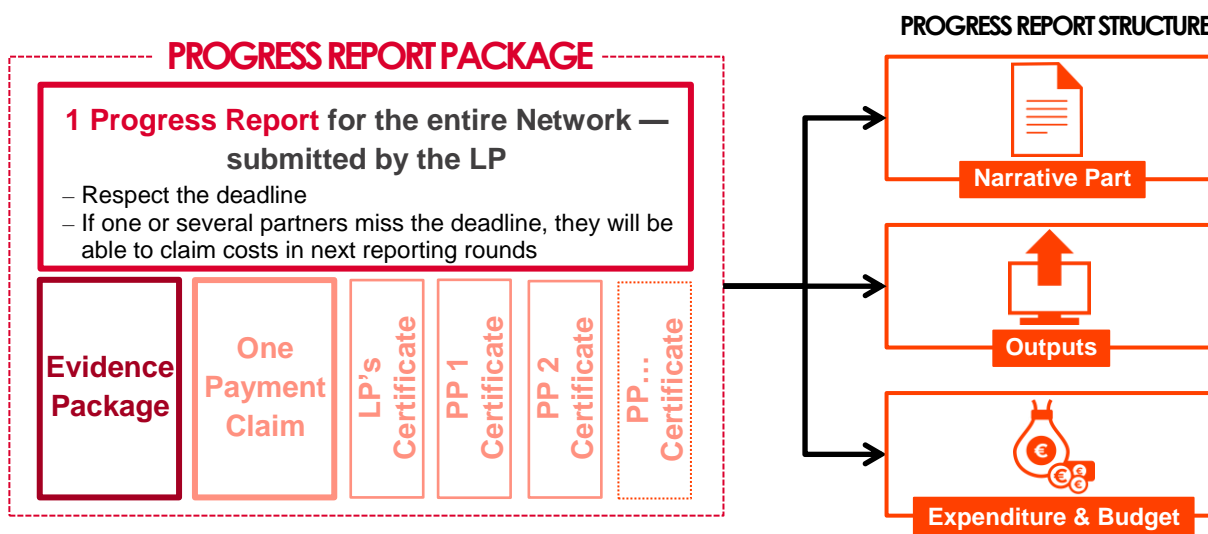 PROGRESS REPORT PACKAGE
1 Progress Report for the entire Network —
submitted by the LP
– Respect the deadline
– If one or several partners miss the deadline, they will be
able to claim costs in next reporting rounds
Evidence
Package
One
Payment
Claim
LP's
Certificate
PP 1
Certificate
PP 2
Certificate
PP...
Certificate
PROGRESS REPORT STRUCTURE
Narrative Part
Outputs
€
€
€
€
Expenditure & Budget